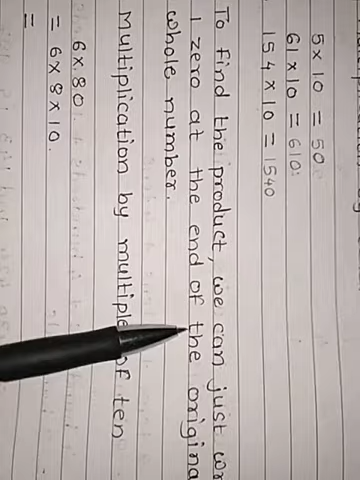 5 x 10 = 50
61 x 10 = 610
154 x 10 = 1540
To find the product, we can just
1 zero at the end of the
whole number.
Multiplication by multiple of ten
6 x 80
= 6 x 8 x 10.
=